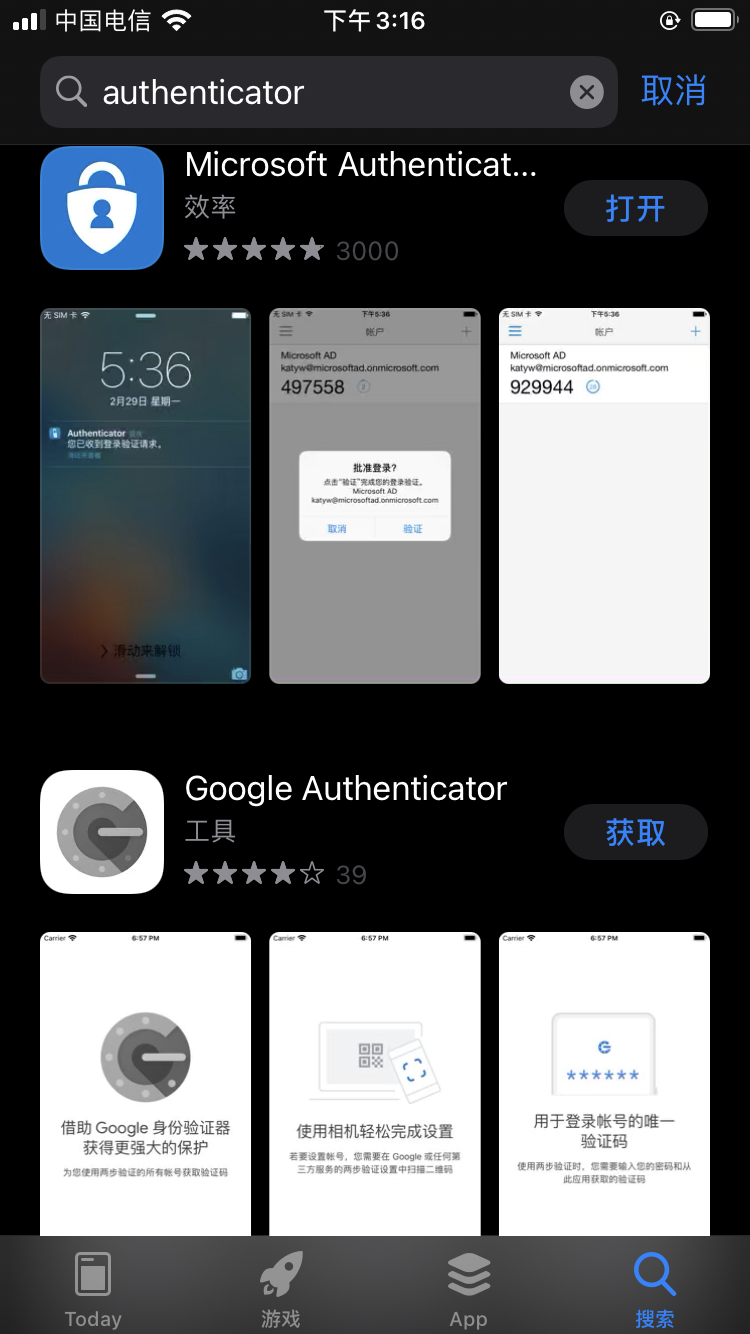 中国电信
下午3:16
authenticator
取消
Microsoft Authenticat...
效率
打开
3000
无 SIM 卡
5:36
2月29日 星期一
Authenticator
您已收到登录验证请求。
无 SIM 卡
下午5:36
帐户
Microsoft AD
katyw@microsoftad.onmicrosoft.com
497558
批准登录?
点击“验证”完成您的登录验证。
Microsoft AD
katyw@microsoftad.onmicrosoft.com
取消
验证
无 SIM 卡
下午5:36
帐户
Microsoft AD
katyw@microsoftad.onmicrosoft.com
929944
滑动来解锁
Google Authenticator
工具
获取
39
Carrier
6:57 PM
借助 Google 身份验证器
获得更强大的保护
为您使用两步验证的所有帐号获取验证码
Carrier
6:57 PM
使用相机轻松完成设置
若要设置帐号,您需要在 Google 或任何第
三方服务的两步验证设置中扫描二维码
Carrier
6:57 PM
G
******
用于登录帐号的唯一
验证码
使用两步验证时,您需要输入您的密码和从
此应用获取的验证码
Today
游戏
App
搜索